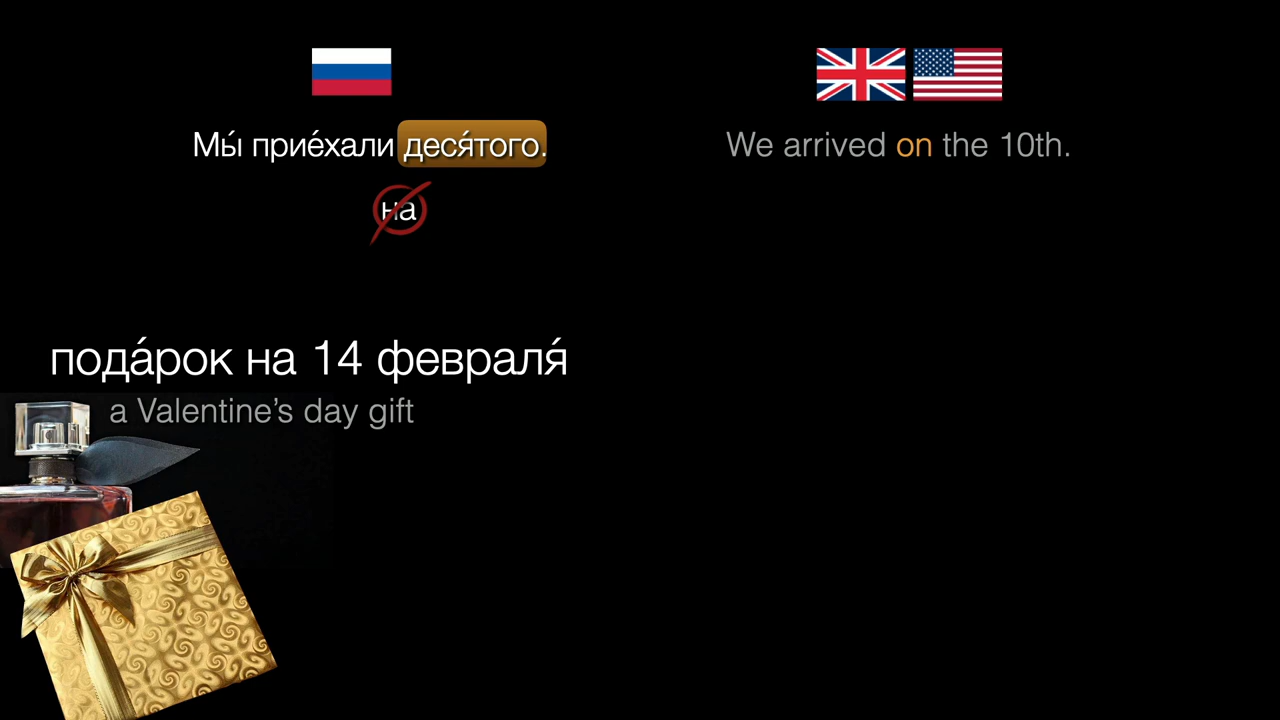 Мы́ прие́хали деся́того.
We arrived on the 10th.
на
пода́рок на 14 февраля́
a Valentine’s day gift